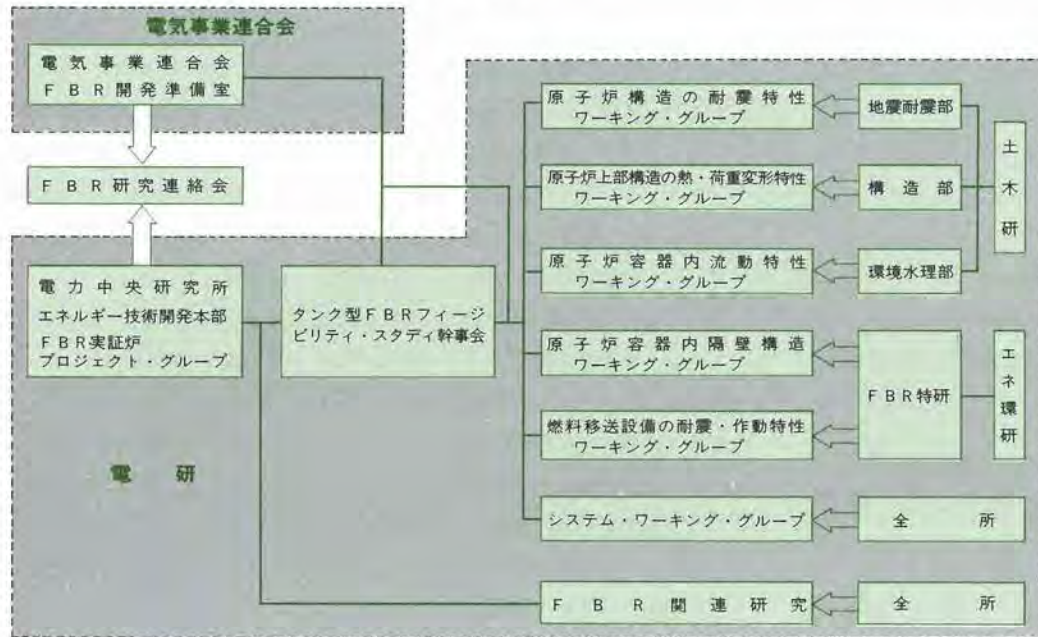 電気事業連合会
電気事業連合会
FBR開発準備室
FBR研究連絡会
電力中央研究所
エネルギー技術開発本部
FBR実証炉
プロジェクト・グループ
電研
タンク型FBRフィージ
ビリティ・スタディ幹事会
原子炉構造の耐震特性
ワーキング・グループ
地震耐震部
原子炉上部構造の熱・荷重変形特性
ワーキング・グループ
構造部
原子炉容器内流動特性
ワーキング・グループ
環境水理部
土木研
原子炉容器内隔壁構造
ワーキング・グループ
燃料移送設備の耐震・作動特性
ワーキング・グループ
FBR特研
エネ環研
システム・ワーキング・グループ
全所
FBR関連研究
全所